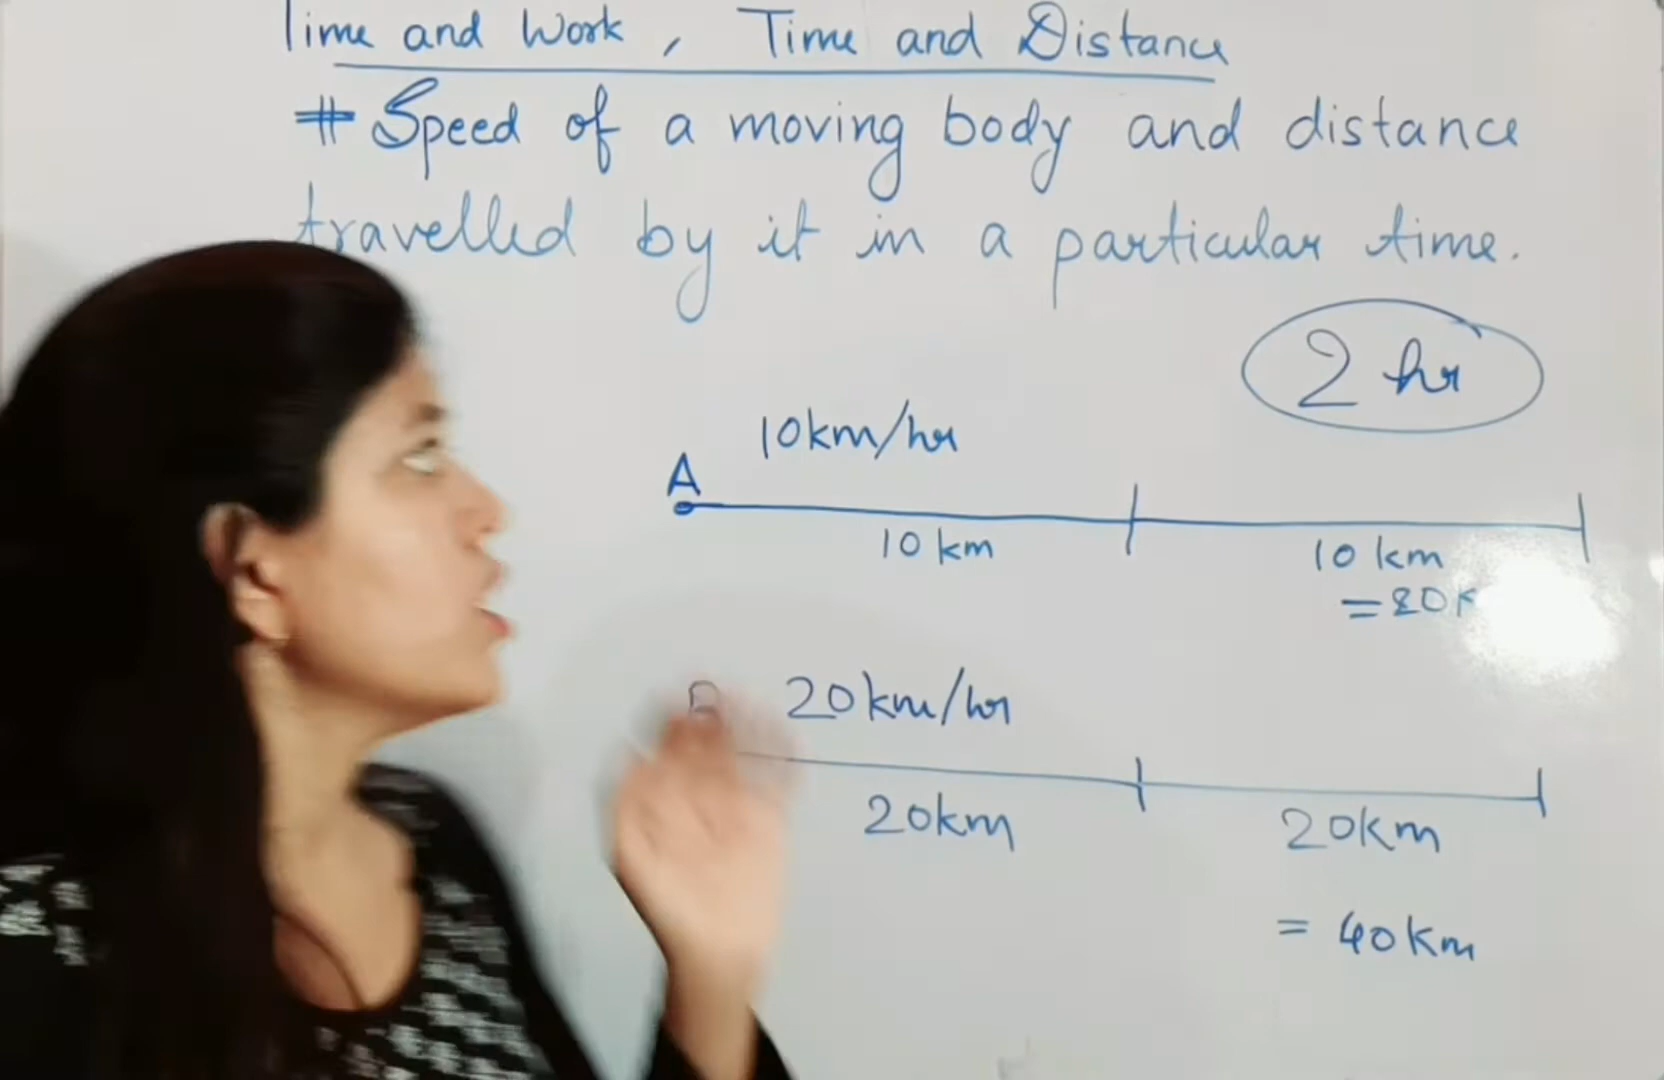 Time and Work, Time and Distance
# Speed of a moving body and distance
travelled by it in a particular time.
2 hr
10km/hr
A
10 km 10 km
= 20 K
B 20km/hr
20km 20km
= 40km